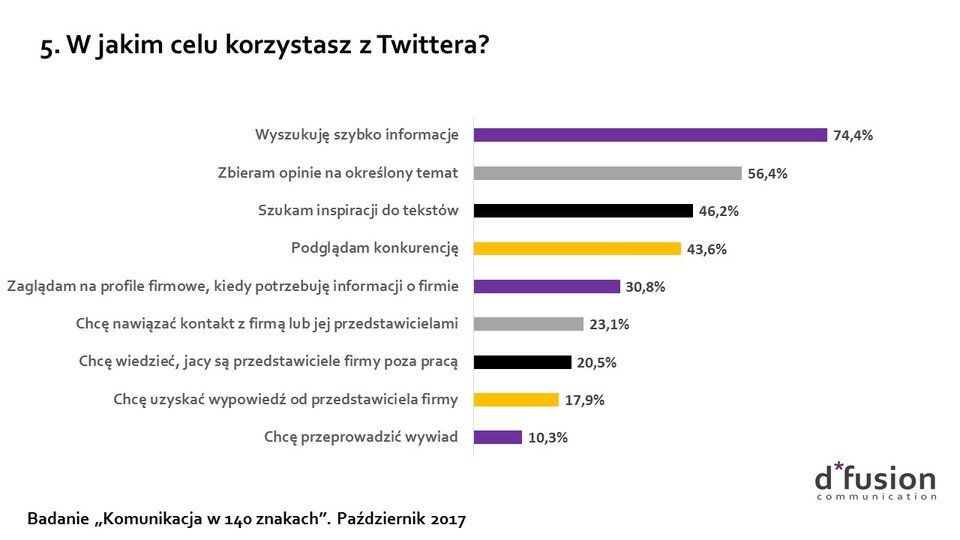 5. W jakim celu korzystasz z Twittera?
Wyszukuję szybko informacje 74,4%
Zbieram opinie na określony temat 56,4%
Szukam inspiracji do tekstów 46,2%
Podglądam konkurencję 43,6%
Zaglądam na profile firmowe, kiedy potrzebuję informacji o firmie 30,8%
Chcę nawiązać kontakt z firmą lub jej przedstawicielami 23,1%
Chcę wiedzieć, jacy są przedstawiciele firmy poza pracą 20,5%
Chcę uzyskać wypowiedź od przedstawiciela firmy 17,9%
Chcę przeprowadzić wywiad 10,3%
d*fusion
communication
Badanie „Komunikacja w 140 znakach”. Październik 2017